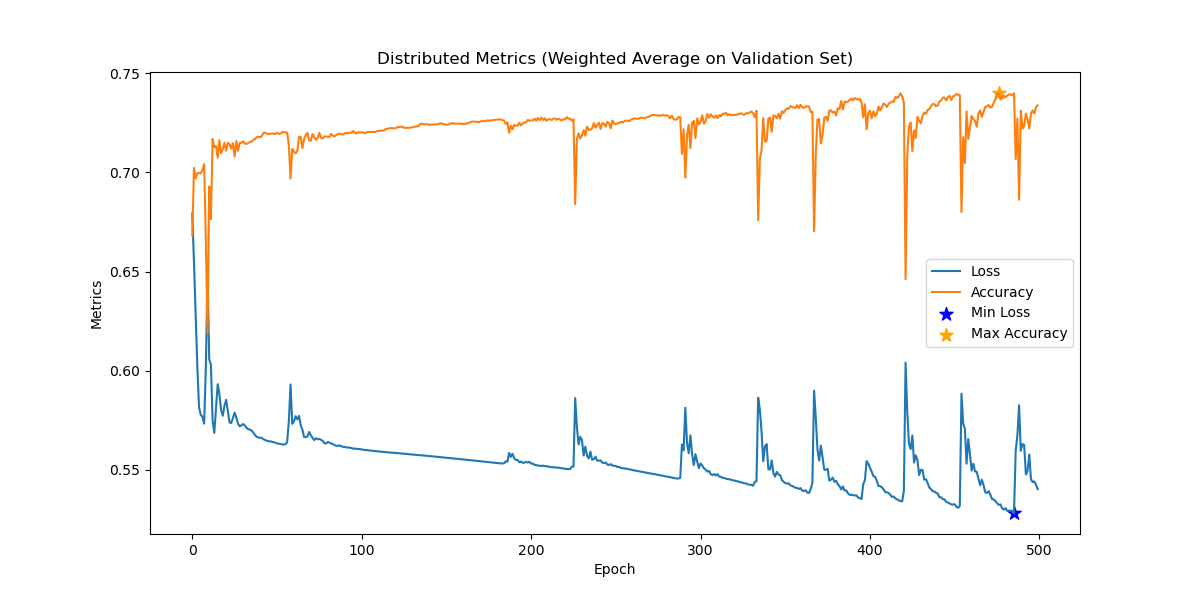 Distributed Metrics (Weighted Average on Validation Set)
0.75
0.70
0.65
0.60
0.55
Metrics
Loss
Accuracy
Min Loss
Max Accuracy
0
100
200
300
400
500
Epoch